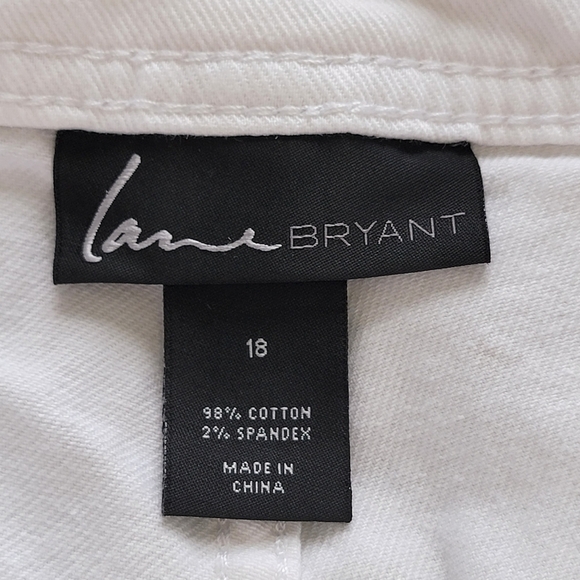 lane BRYANT
18
98% COTTON
2% SPANDEX
MADE IN
CHINA